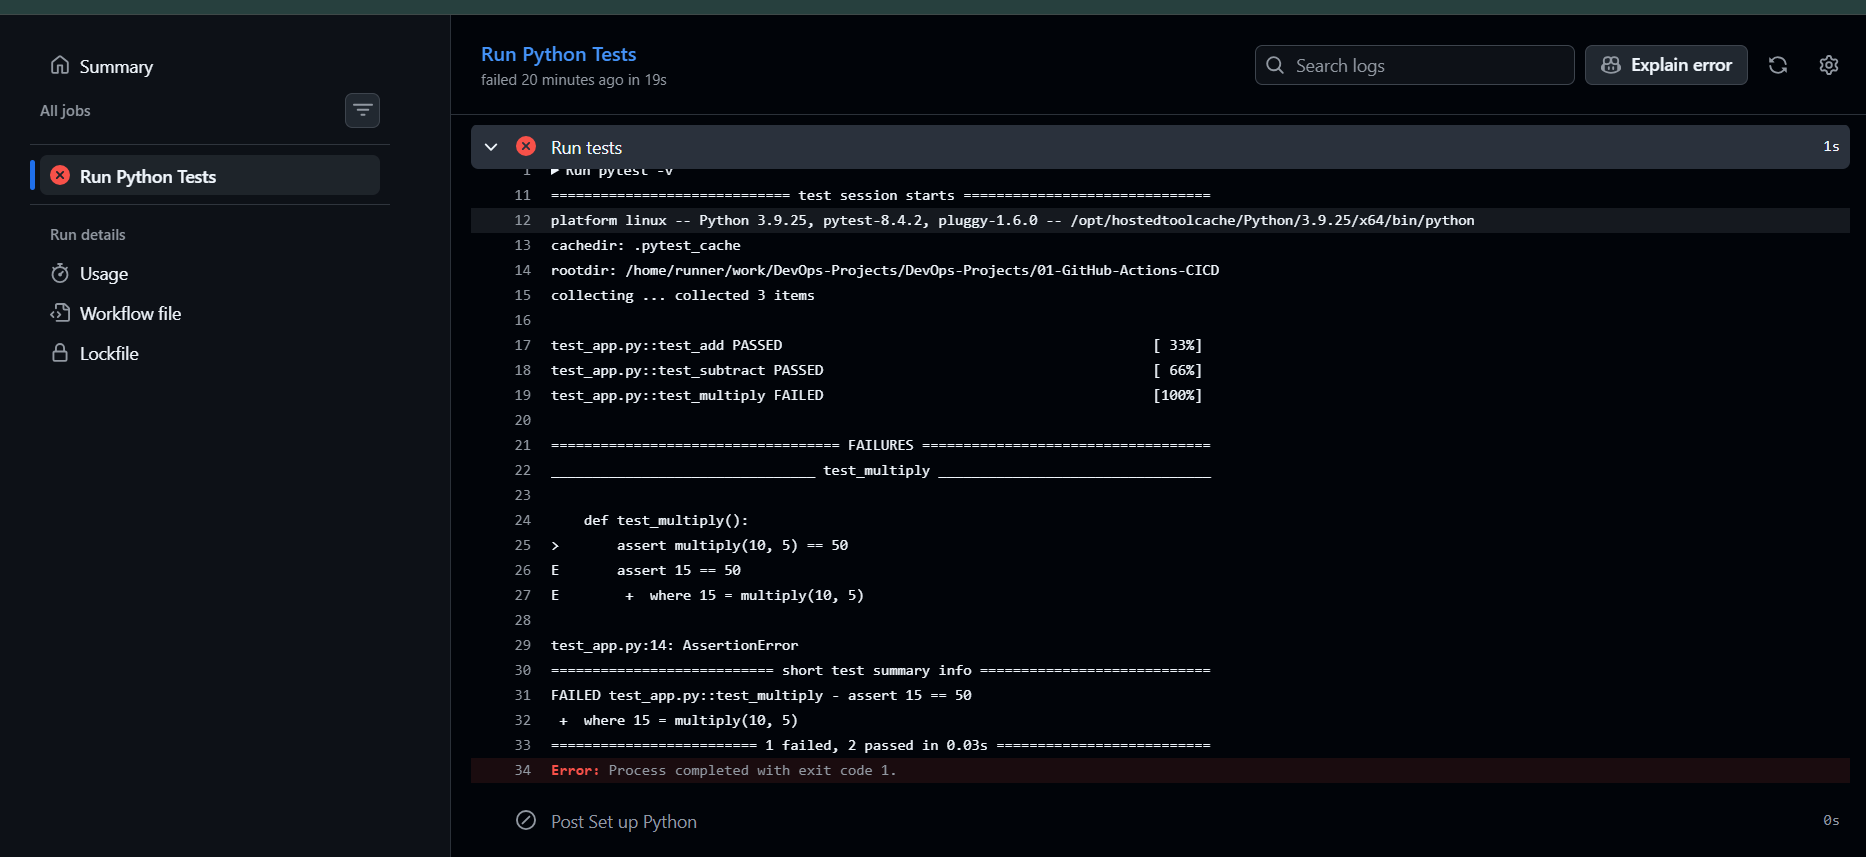 Summary
All jobs
Run Python Tests
Run details
Usage
Workflow file
Lockfile
Run Python Tests
failed 20 minutes ago in 19s
Search logs
Explain error
Run tests 1s
1 Run pytest -v
11 ============================= test session starts ==============================
12 platform linux -- Python 3.9.25, pytest-8.4.2, pluggy-1.6.0 -- /opt/hostedtoolcache/Python/3.9.25/x64/bin/python
13 cachedir: .pytest_cache
14 rootdir: /home/runner/work/DevOps-Projects/DevOps-Projects/01-GitHub-Actions-CICD
15 collecting ... collected 3 items
16
17 test_app.py::test_add PASSED [ 33%]
18 test_app.py::test_subtract PASSED [ 66%]
19 test_app.py::test_multiply FAILED [100%]
20
21 =================================== FAILURES ===================================
22 ________________________________ test_multiply _________________________________
23
24 def test_multiply():
25 > assert multiply(10, 5) == 50
26 E assert 15 == 50
27 E + where 15 = multiply(10, 5)
28
29 test_app.py:14: AssertionError
30 =========================== short test summary info ============================
31 FAILED test_app.py::test_multiply - assert 15 == 50
32 + where 15 = multiply(10, 5)
33 ========================= 1 failed, 2 passed in 0.03s ==========================
34 Error: Process completed with exit code 1.
Post Set up Python 0s